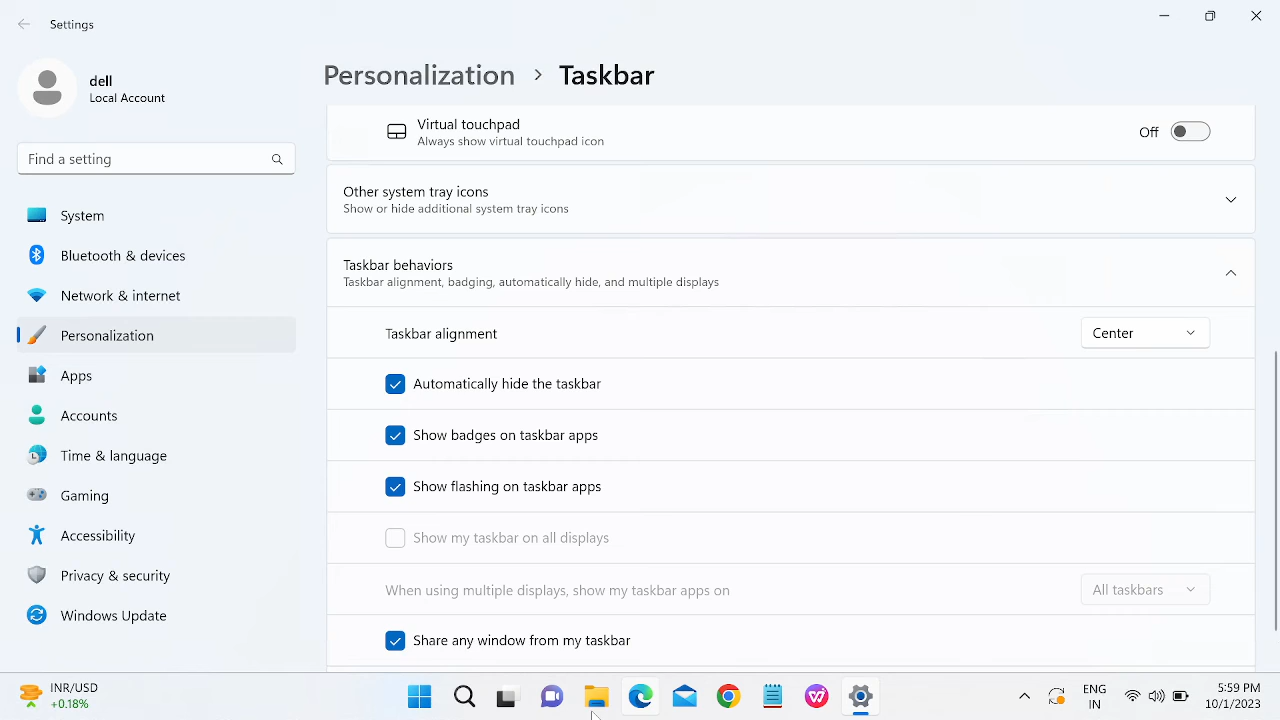 Settings
dell
Local Account
Find a setting
System
Bluetooth & devices
Network & internet
Personalization
Apps
Accounts
Time & language
Gaming
Accessibility
Privacy & security
Windows Update
Personalization > Taskbar
Virtual touchpad
Always show virtual touchpad icon
Off
Other system tray icons
Show or hide additional system tray icons
Taskbar behaviors
Taskbar alignment, badging, automatically hide, and multiple displays
Taskbar alignment
Center
Automatically hide the taskbar
Show badges on taskbar apps
Show flashing on taskbar apps
Show my taskbar on all displays
When using multiple displays, show my taskbar apps on
All taskbars
Share any window from my taskbar
INR/USD
+0.18%
ENG
IN
5:59 PM
10/1/2023